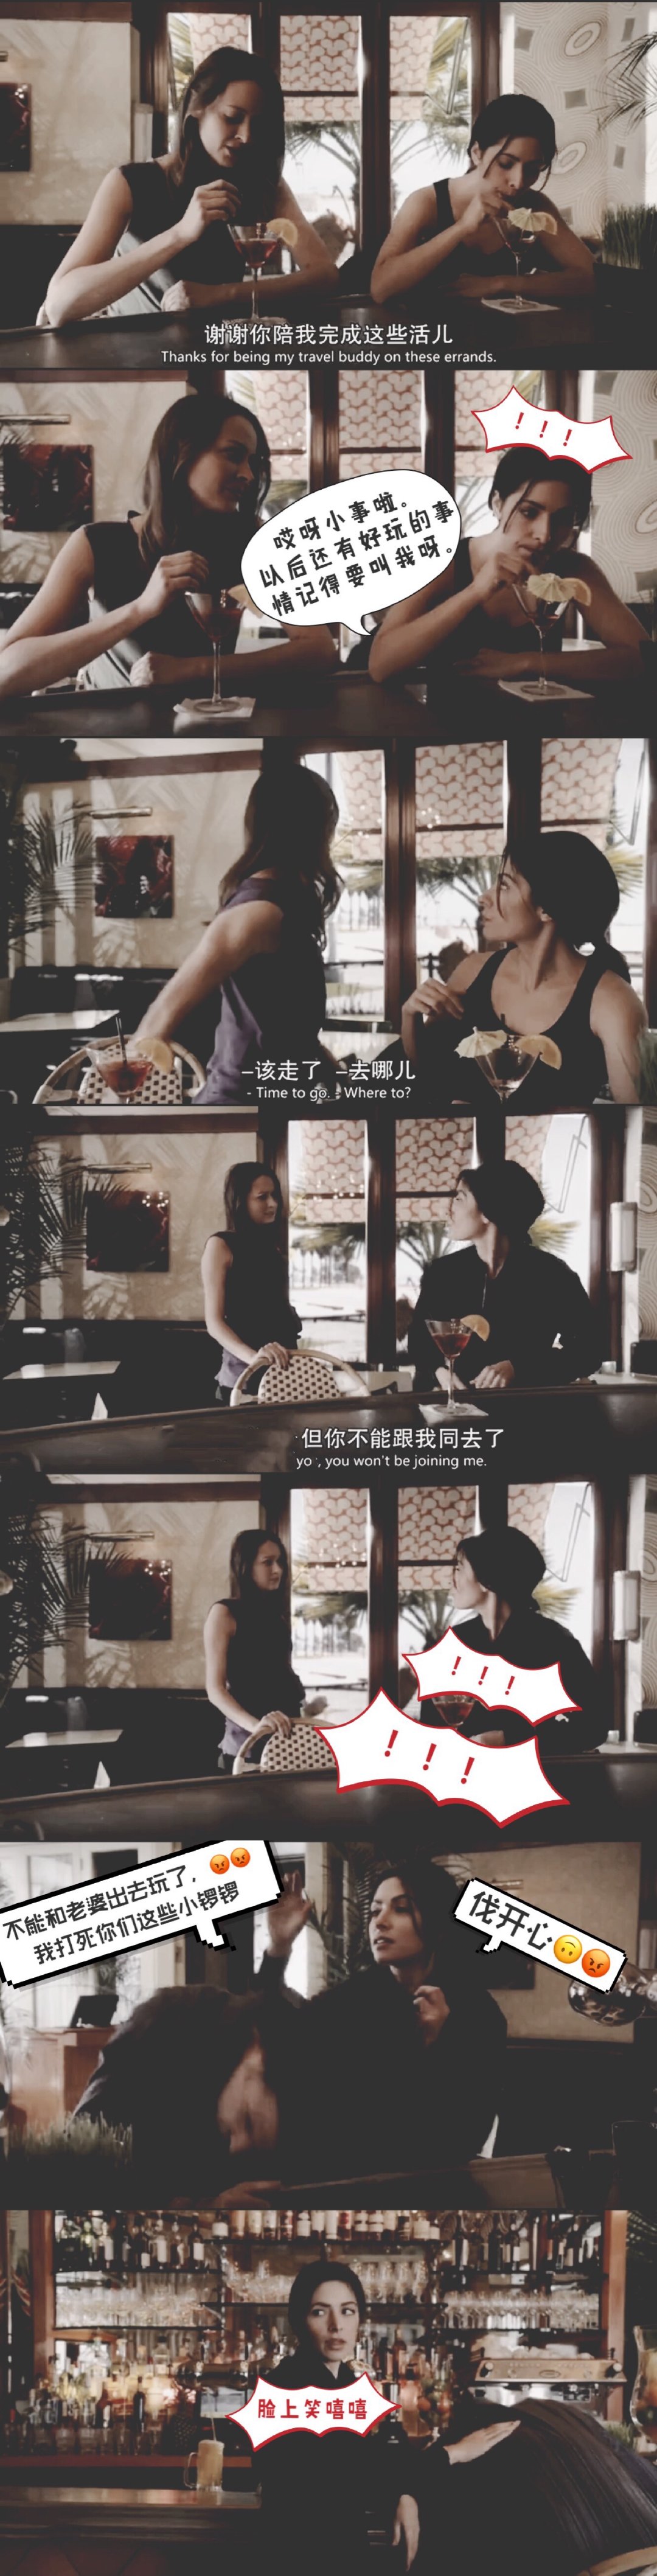 谢谢你陪我完成这些活儿
Thanks for being my travel buddy on these errands.
！！！
哎呀小事啦。
以后还有好玩的事
情记得要叫我呀。
–该走了 –去哪儿
- Time to go. - Where to?
但你不能跟我同去了
yo , you won't be joining me.
！！！
！！！
不能和老婆出去玩了，😡😡
我打死你们这些小锣锣
伐开心🙃😡
脸上笑嘻嘻